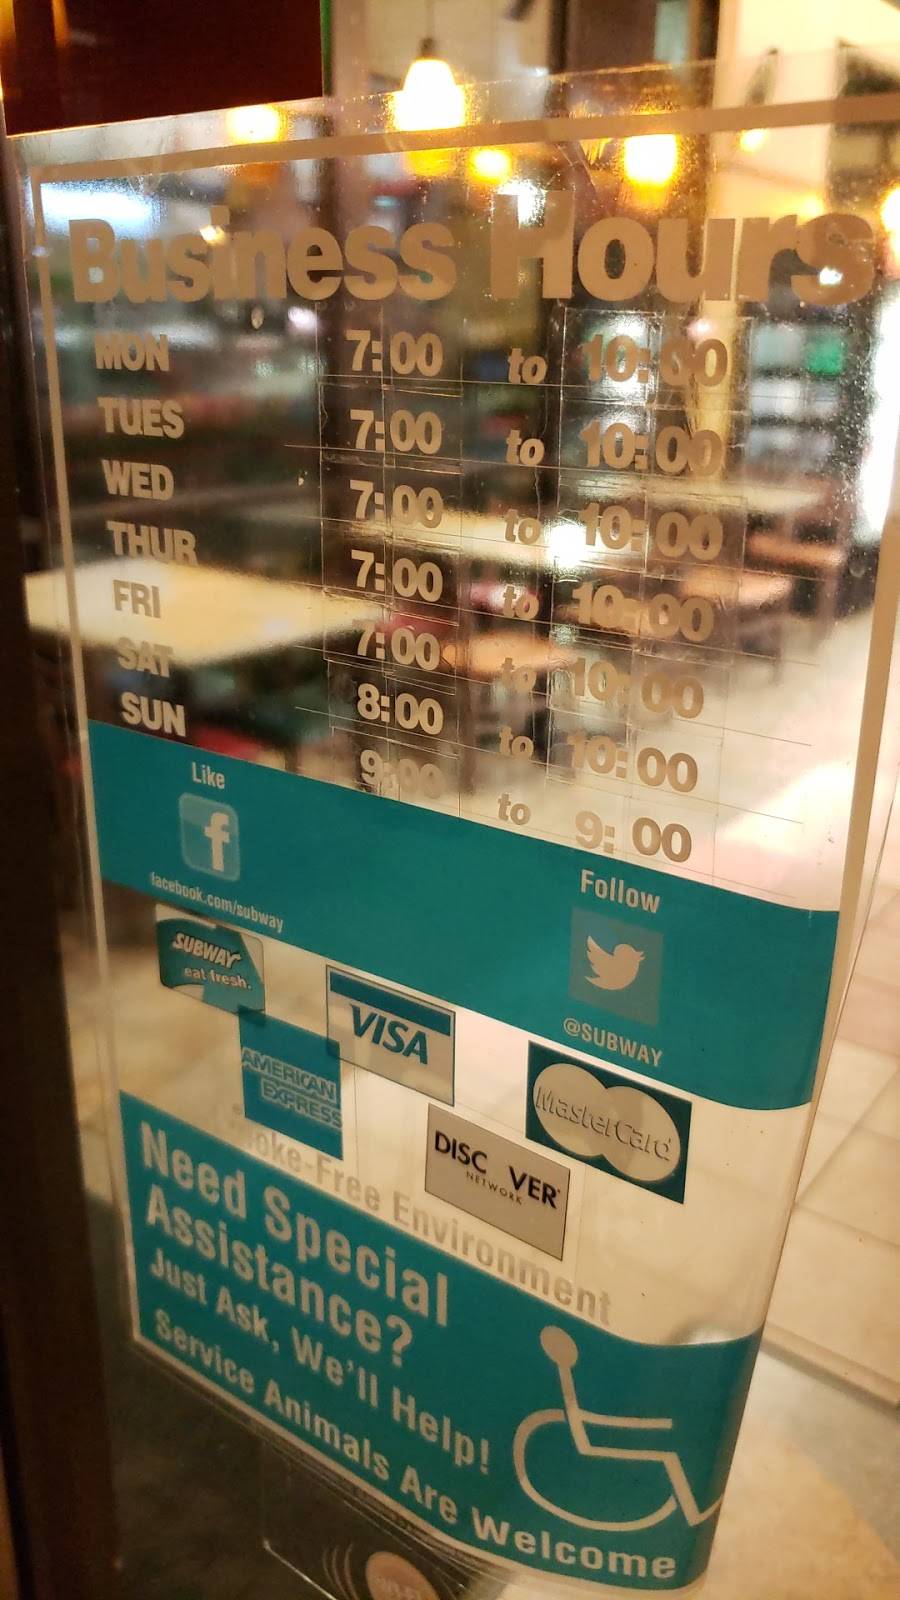 Business Hours
MON 7:00 to 10:00
TUES 7:00 to 10:00
WED 7:00 to 10:00
THUR 7:00 to 10:00
FRI 7:00 to 10:00
SAT 8:00 to 10:00
SUN 9:00 to 9:00
Like
facebook.com/subway
Follow
@SUBWAY
SUBWAY
eat fresh.
VISA
AMERICAN
EXPRESS
MasterCard
DISC VER
NETWORK
oke-Free Environment
Need Special
Assistance?
Just Ask, We'll Help!
Service Animals Are Welcome